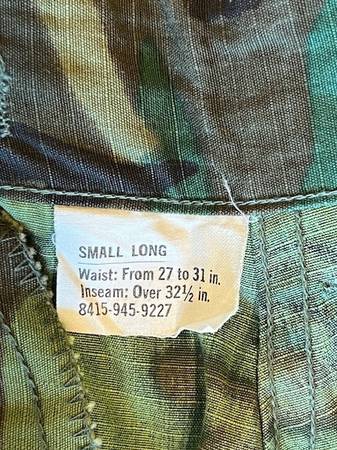 SMALL LONG
Waist: From 27 to 31 in.
Inseam: Over 32½ in.
8415-945-9227